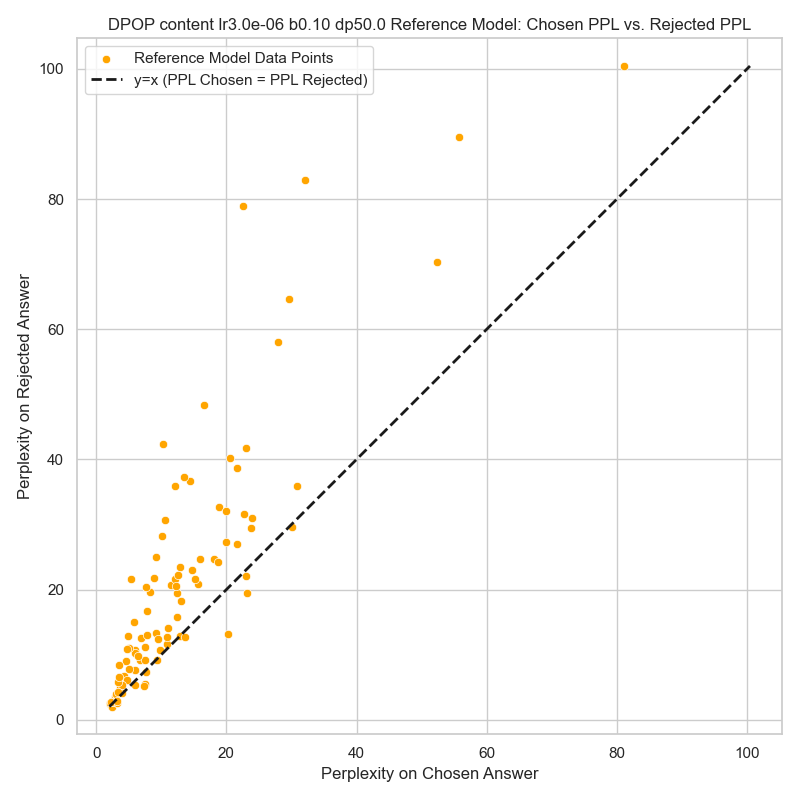 DPOP content lr3.0e-06 b0.10 dp50.0 Reference Model: Chosen PPL vs. Rejected PPL
Reference Model Data Points
y=x (PPL Chosen = PPL Rejected)
100
80
60
40
20
0
Perplexity on Rejected Answer
0 20 40 60 80 100
Perplexity on Chosen Answer